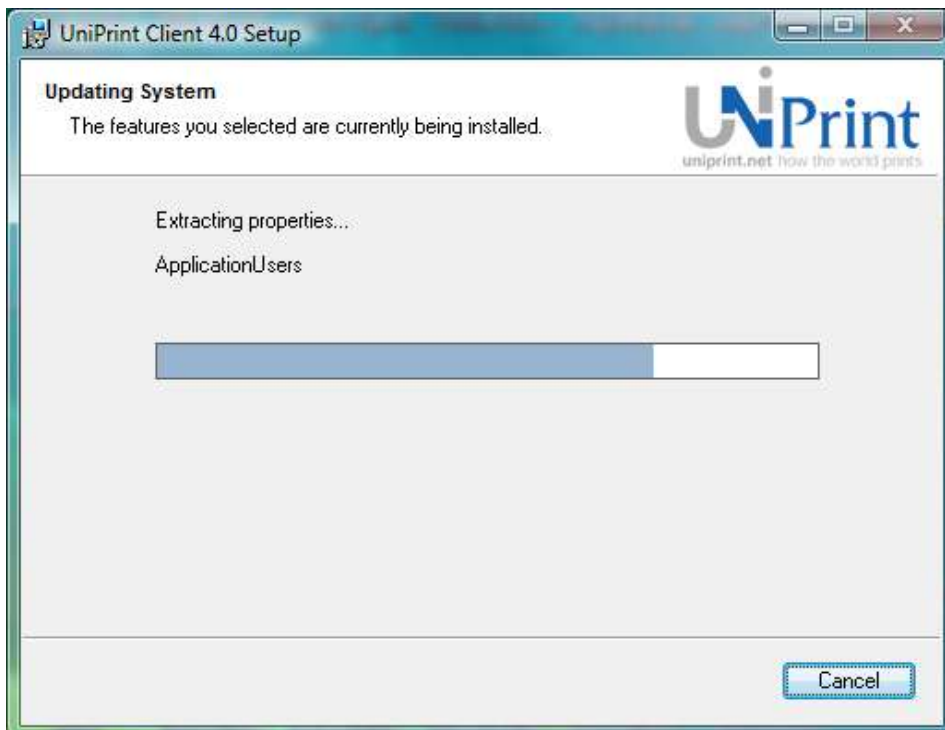 UniPrint Client 4.0 Setup
Updating System
The features you selected are currently being installed.
UNiPrint
uniprint.net how the world prints
Extracting properties...
ApplicationUsers
Cancel